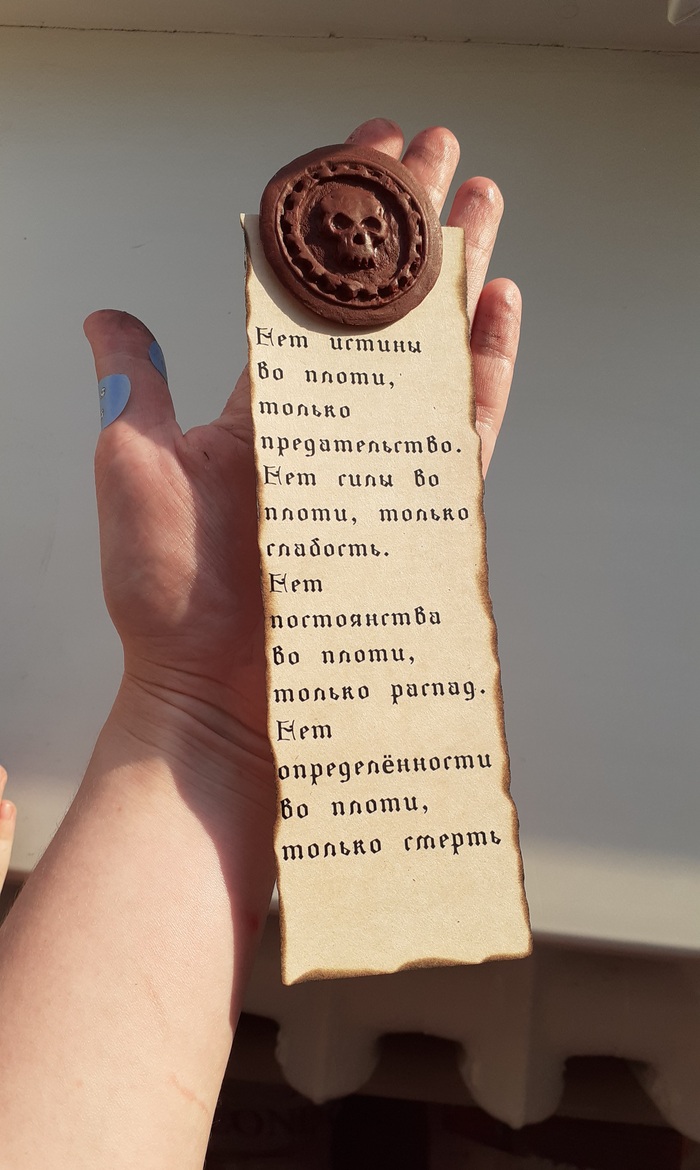 Нет истины
во плоти,
только
предательство.
Нет силы во
плоти, только
слабость.
Нет
постоянства
во плоти,
только распад.
Нет
определённости
во плоти,
только смерть